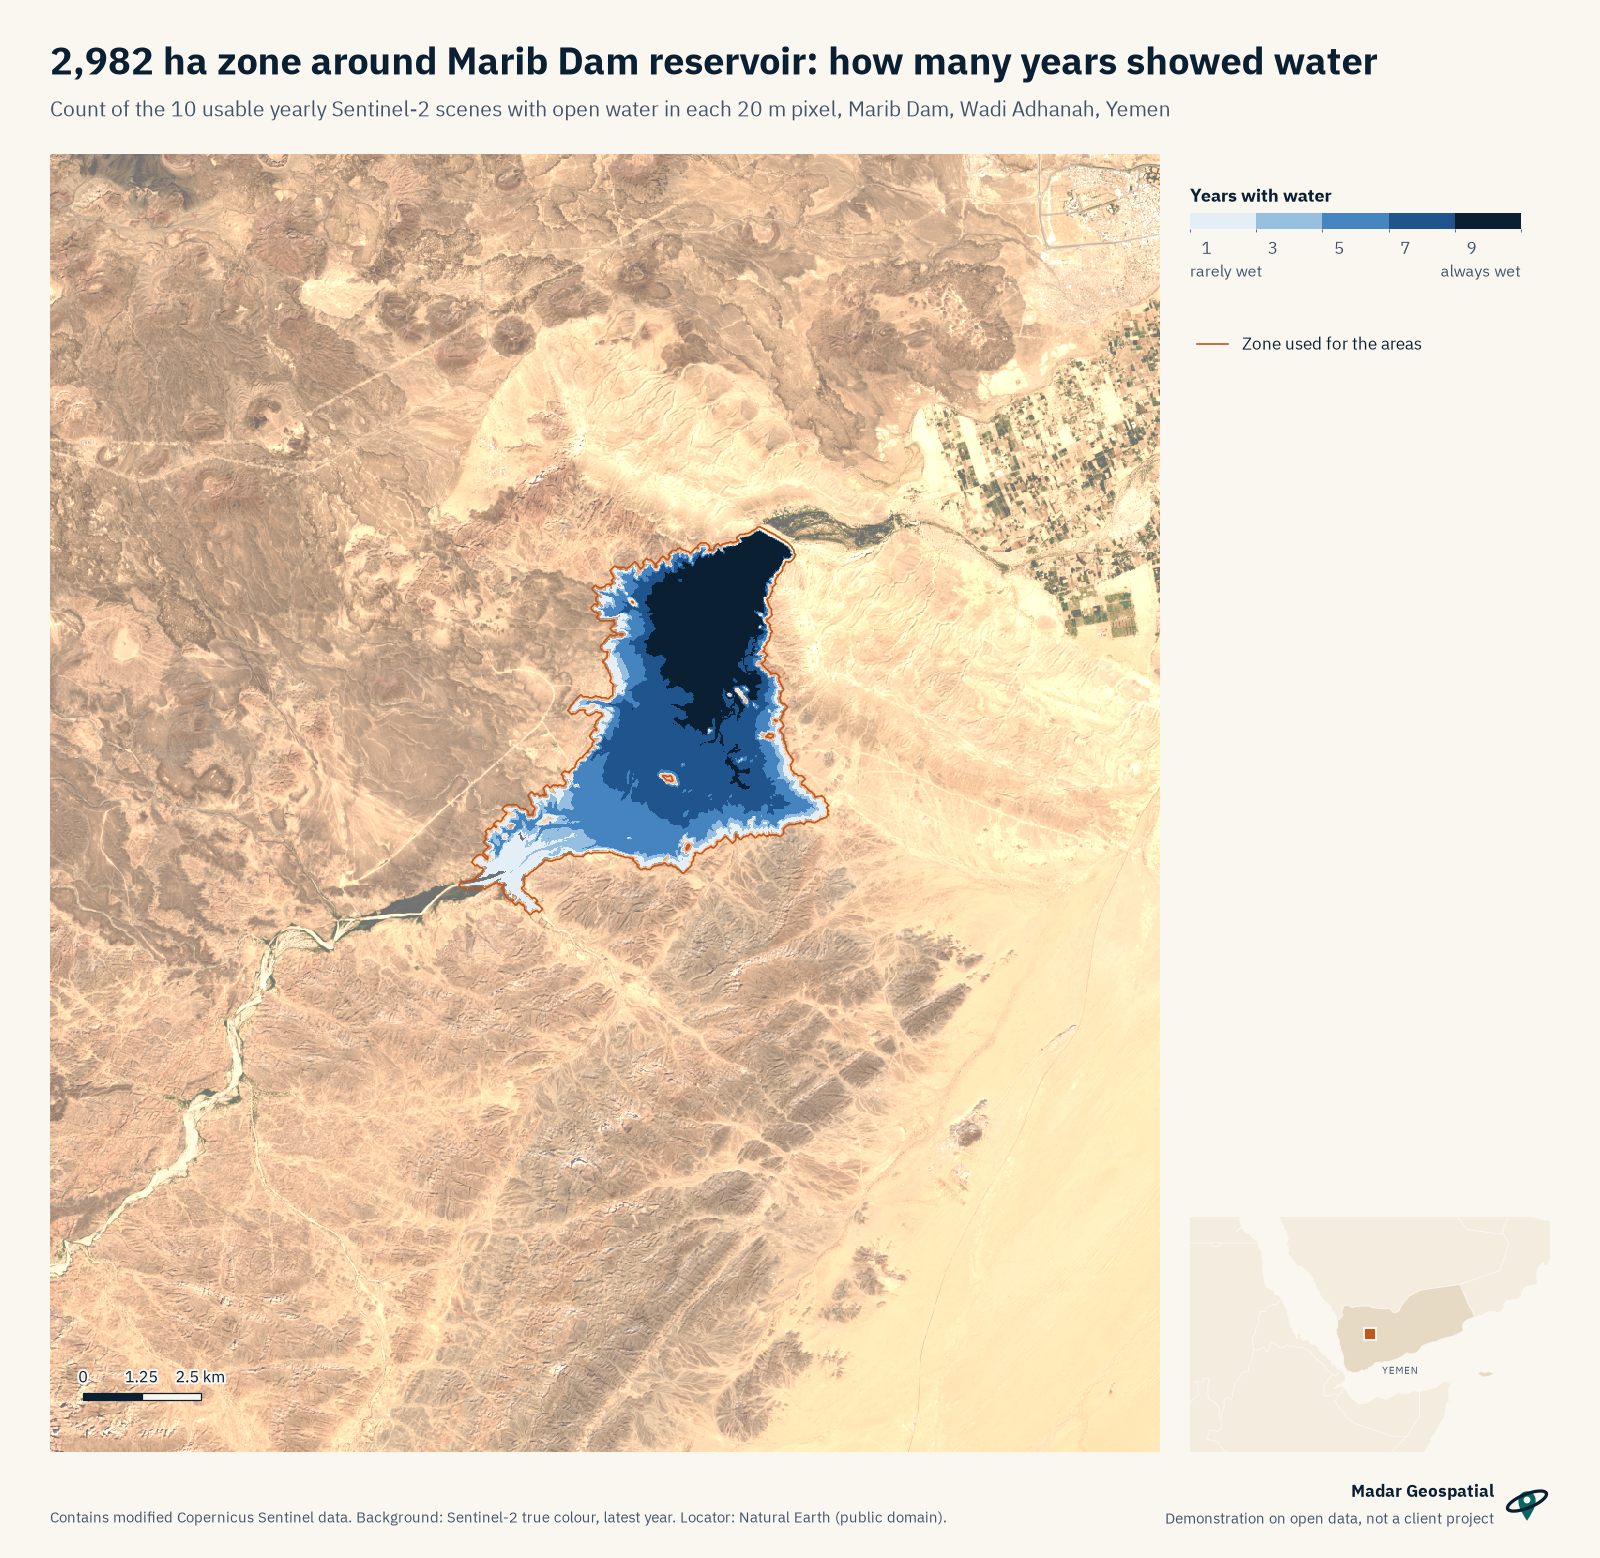 2,982 ha zone around Marib Dam reservoir: how many years showed water
Count of the 10 usable yearly Sentinel-2 scenes with open water in each 20 m pixel, Marib Dam, Wadi Adhanah, Yemen
Years with water
1 3 5 7 9
rarely wet always wet
Zone used for the areas
YEMEN
0 1.25 2.5 km
Madar Geospatial
Contains modified Copernicus Sentinel data. Background: Sentinel-2 true colour, latest year. Locator: Natural Earth (public domain).
Demonstration on open data, not a client project